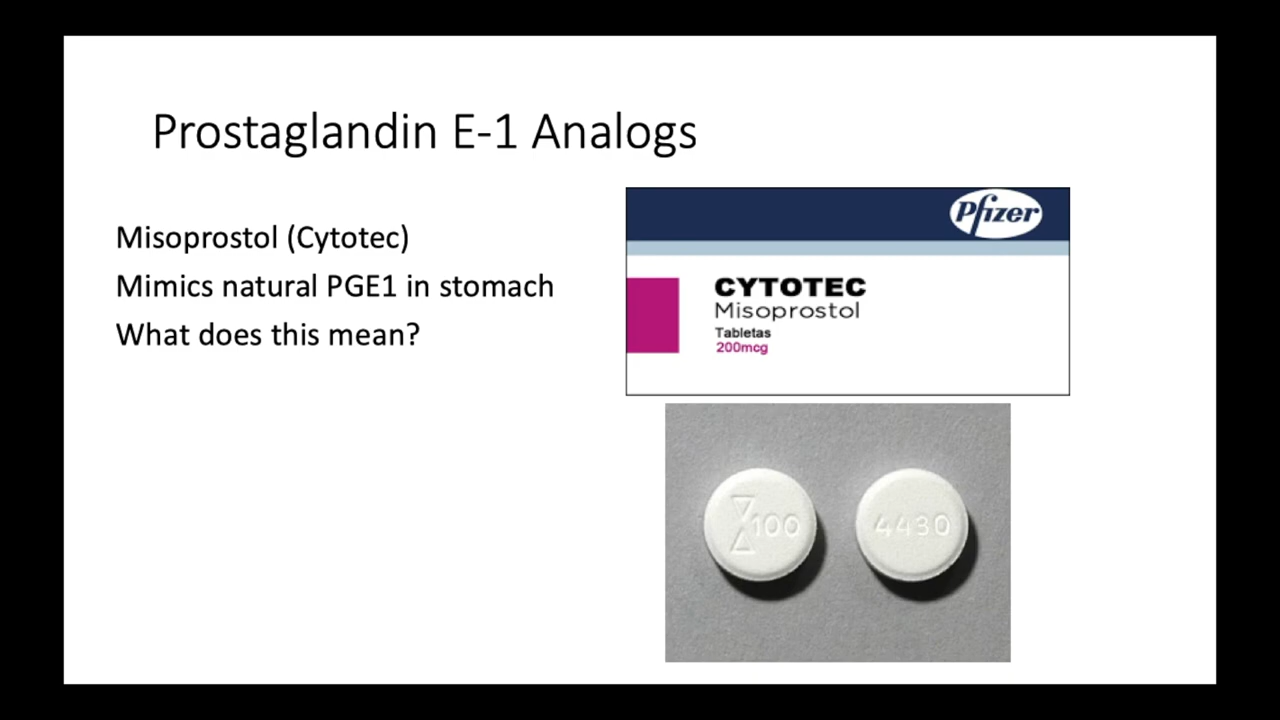 Prostaglandin E-1 Analogs
Misoprostol (Cytotec)
Mimics natural PGE1 in stomach
What does this mean?
Pfizer
CYTOTEC
Misoprostol
Tabletas
200mcg
100
4430